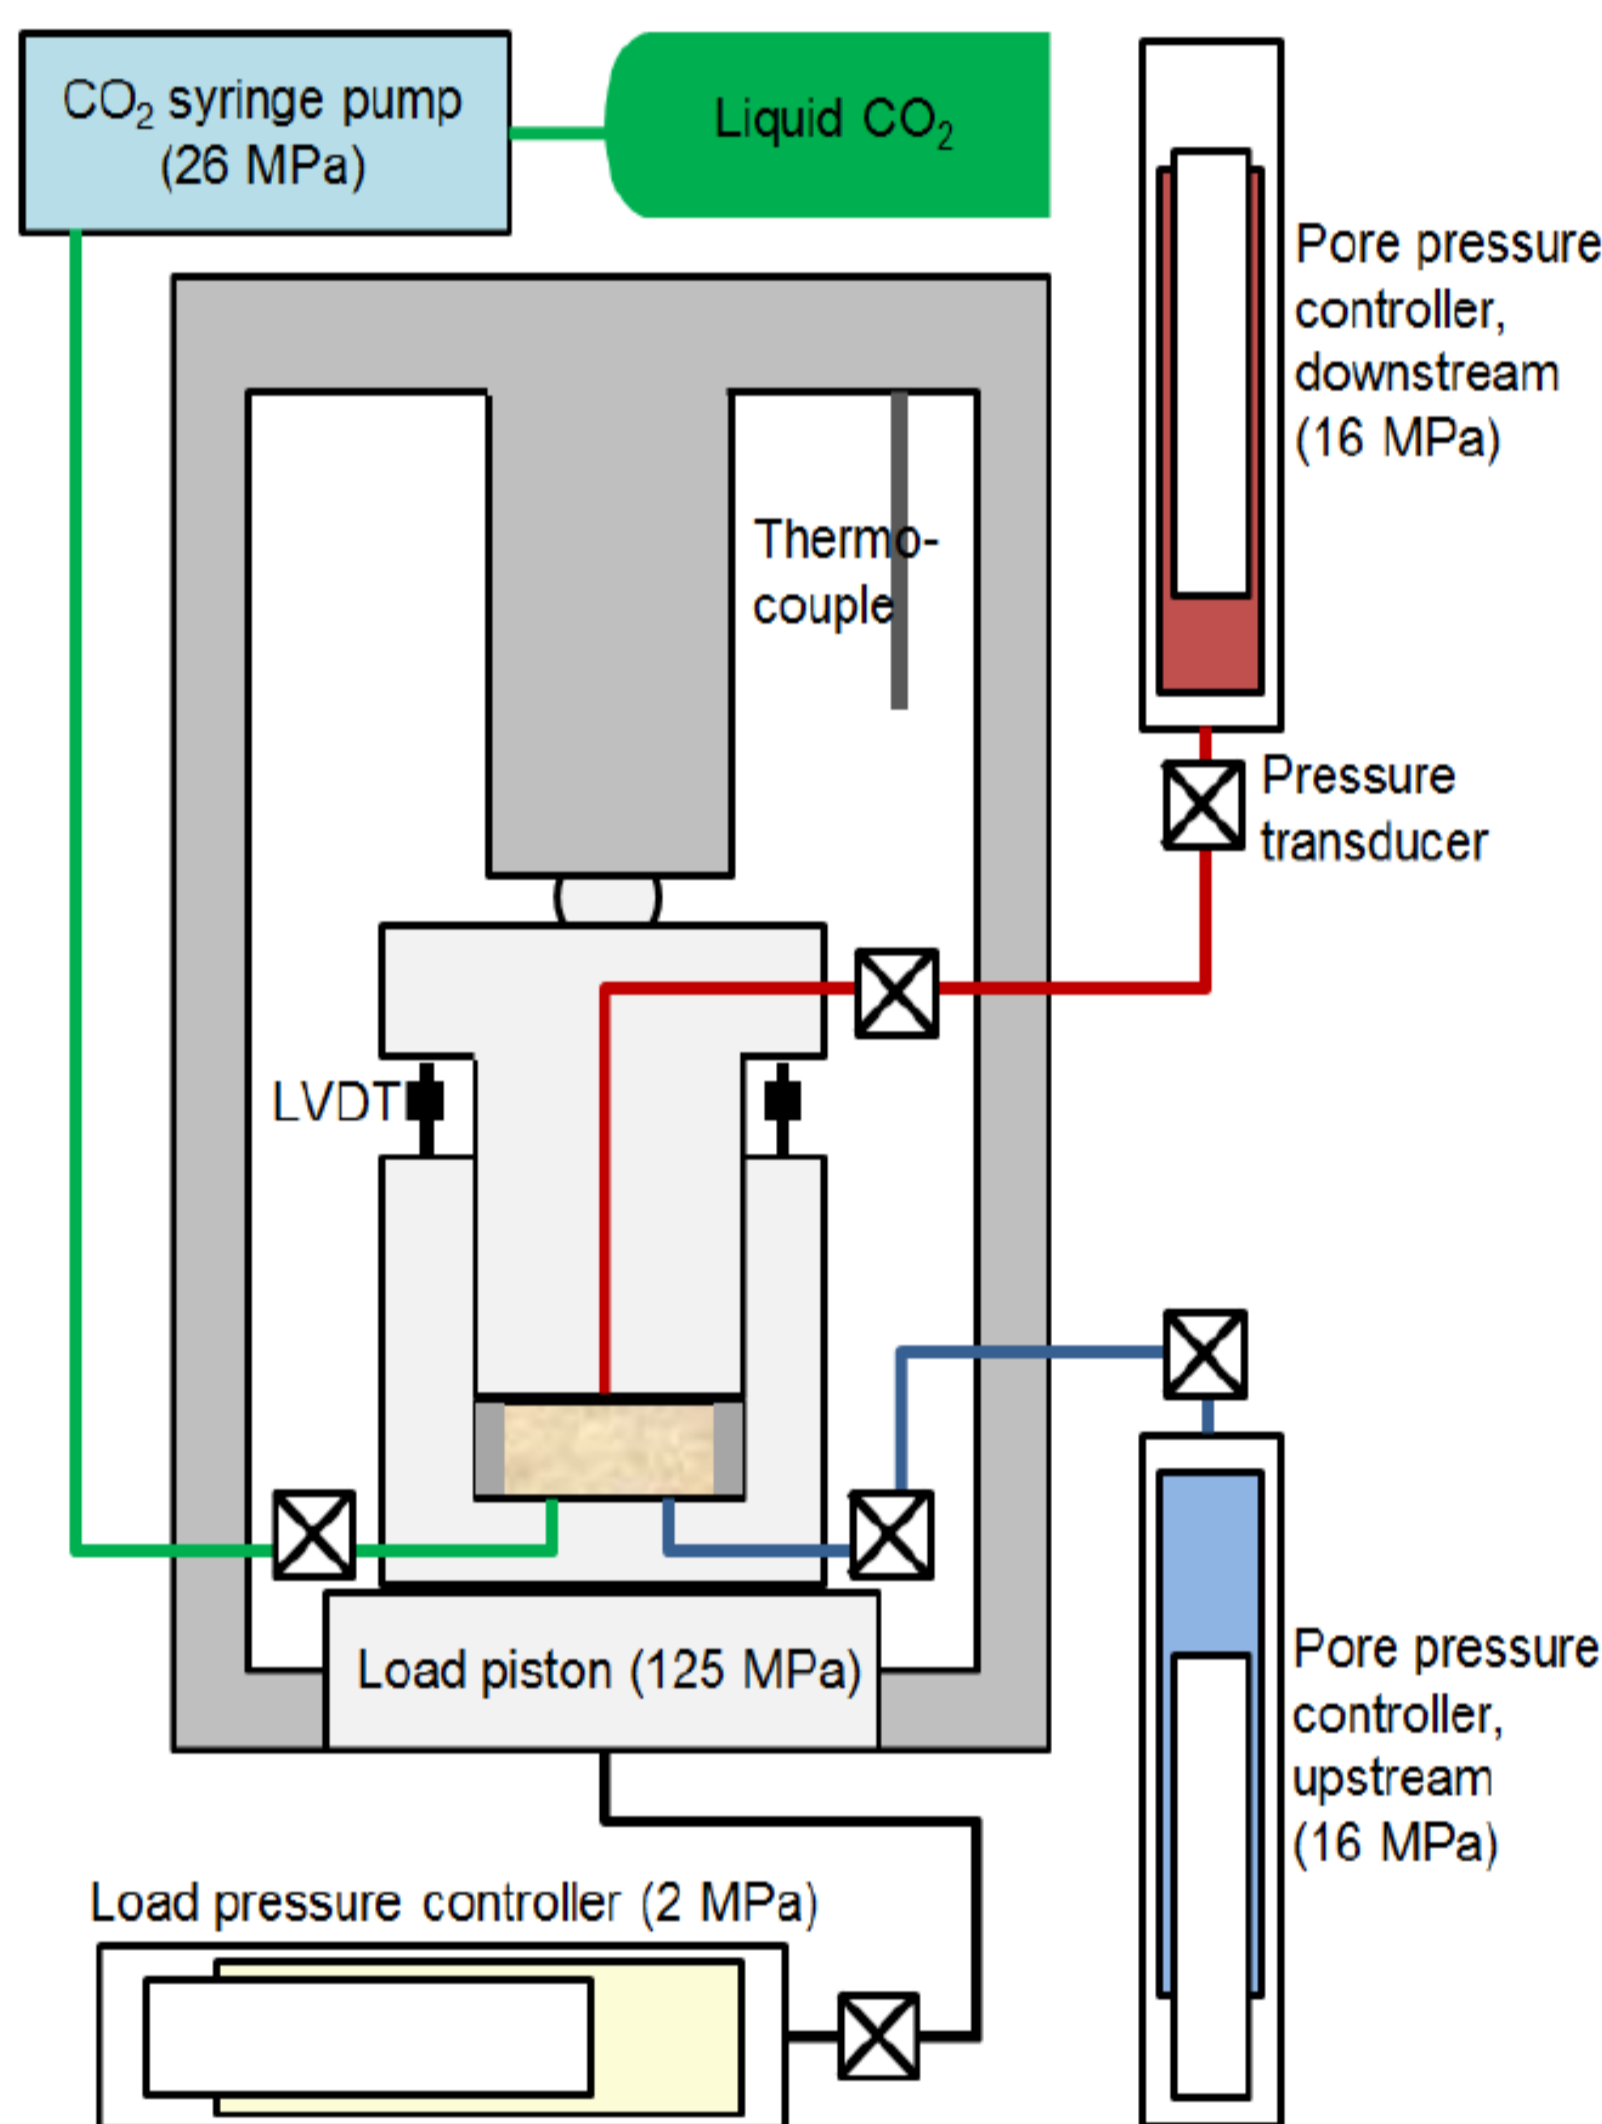 CO₂ syringe pump
(26 MPa)
Liquid CO₂
Pore pressure
controller,
downstream
(16 MPa)
Thermo-
couple
Pressure
transducer
LVDT
Load piston (125 MPa)
Pore pressure
controller,
upstream
(16 MPa)
Load pressure controller (2 MPa)